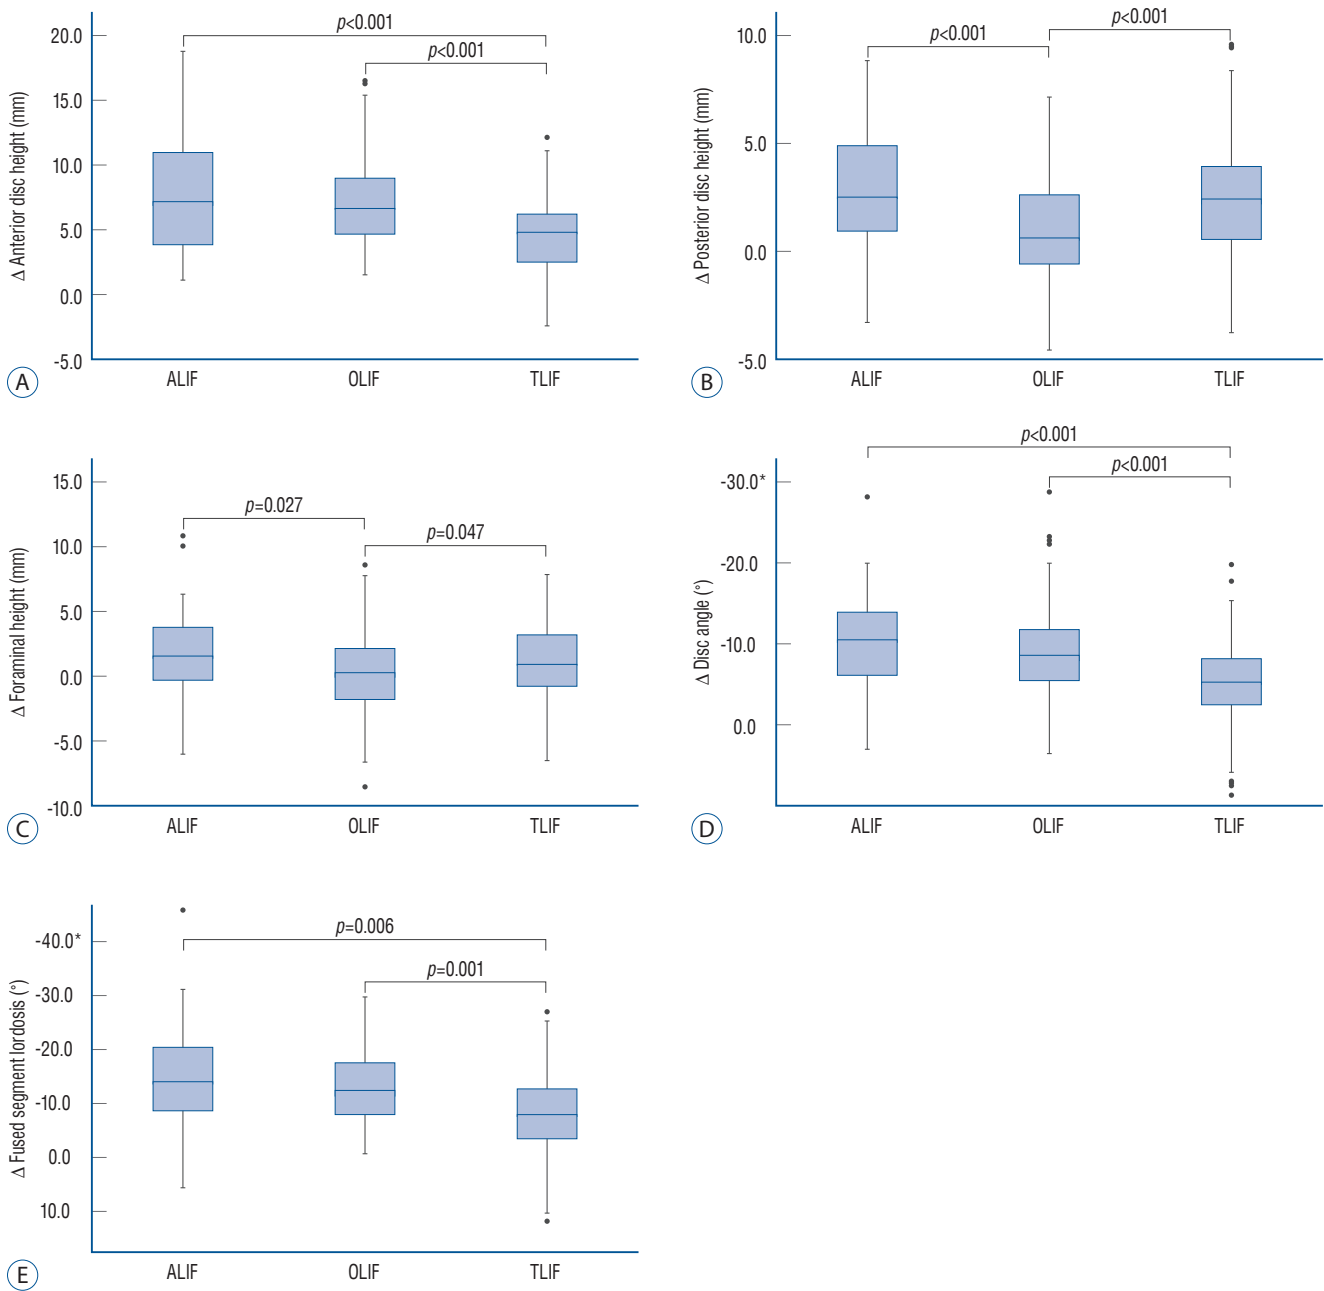 p<0.001
p<0.001
20.0
15.0
10.0
5.0
0.0
-5.0
Δ Anterior disc height (mm)
ALIF OLIF TLIF
A
p<0.001
p<0.001
10.0
5.0
0.0
-5.0
Δ Posterior disc height (mm)
ALIF OLIF TLIF
B
p=0.027
p=0.047
15.0
10.0
5.0
0.0
-5.0
-10.0
Δ Foraminal height (mm)
ALIF OLIF TLIF
C
p<0.001
p<0.001
-30.0*
-20.0
-10.0
0.0
Δ Disc angle (°)
ALIF OLIF TLIF
D
p=0.006
p=0.001
-40.0*
-30.0
-20.0
-10.0
0.0
10.0
Δ Fused segment lordosis (°)
ALIF OLIF TLIF
E